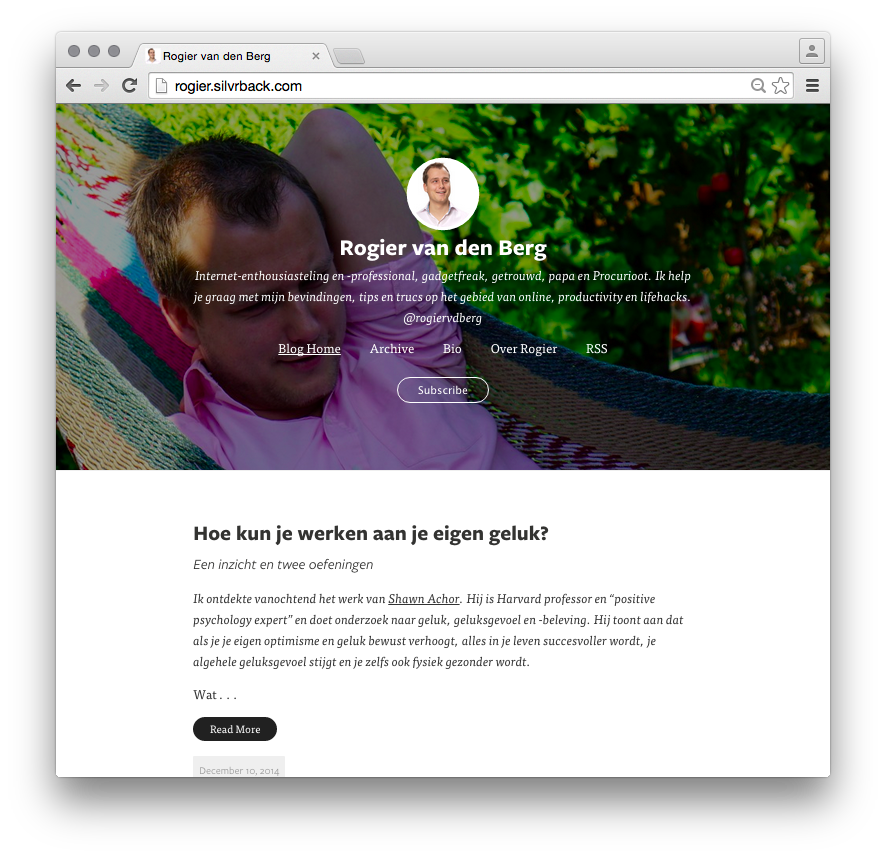 Rogier van den Berg
rogier.silvrback.com
Rogier van den Berg
Internet-enthousiasteling en -professional, gadgetfreak, getrouwd, papa en Procurioot. Ik help
je graag met mijn bevindingen, tips en trucs op het gebied van online, productivity en lifehacks.
@rogiervdberg
Blog Home Archive Bio Over Rogier RSS
Subscribe
Hoe kun je werken aan je eigen geluk?
Een inzicht en twee oefeningen
Ik ontdekte vanochtend het werk van Shawn Achor. Hij is Harvard professor en “positive
psychology expert” en doet onderzoek naar geluk, geluksgevoel en -beleving. Hij toont aan dat
als je je eigen optimisme en geluk bewust verhoogt, alles in je leven succesvoller wordt, je
algehele geluksgevoel stijgt en je zelfs ook fysiek gezonder wordt.
Wat . . .
Read More
December 10, 2014